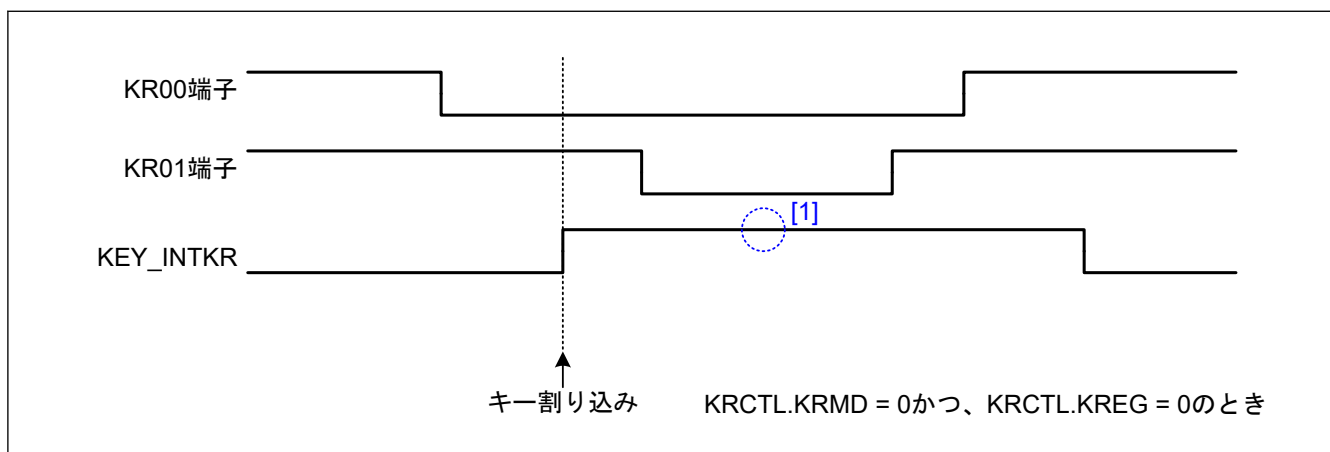 KR00端子
KR01端子
[1]
KEY_INTKR
キー割り込み
KRCTL.KRMD = 0かつ、KRCTL.KREG = 0のとき